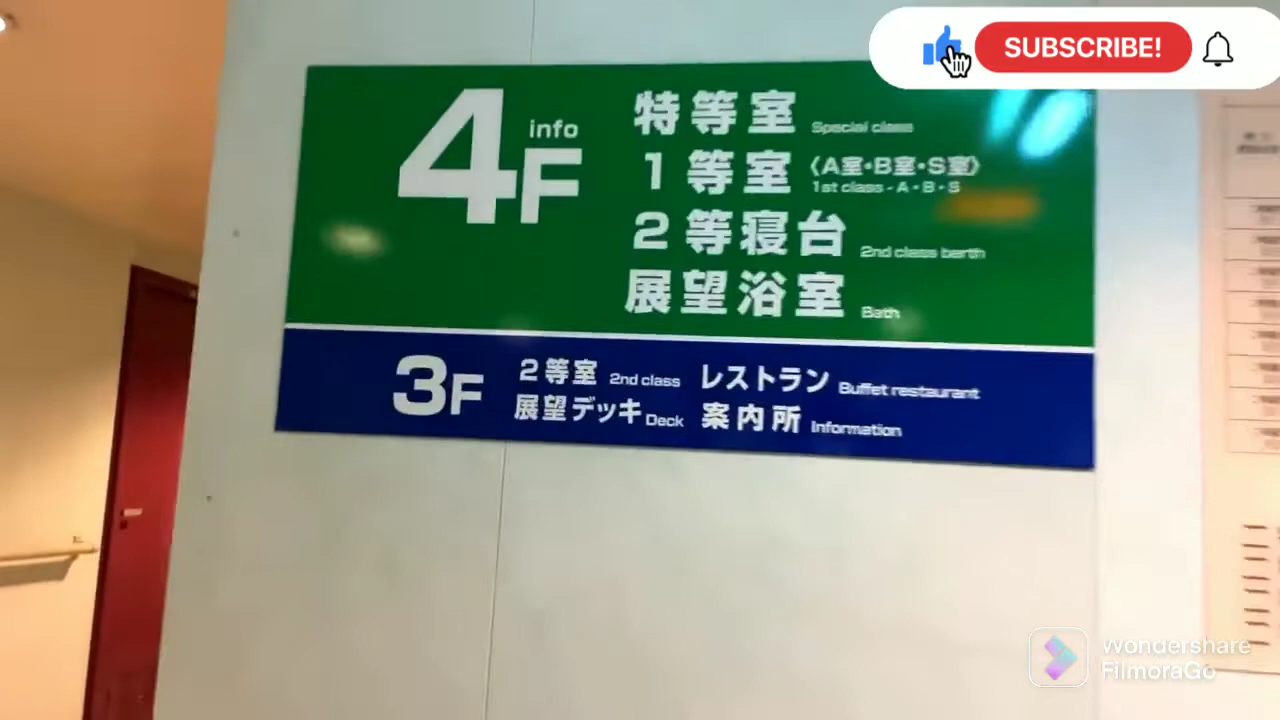 SUBSCRIBE!
4F info
特等室 Special class
1等室〈A室・B室・S室〉
1st class - A・B・S
2等寝台 2nd class berth
展望浴室 Bath
3F
2等室 2nd class レストラン Buffet restaurant
展望デッキ Deck 案内所 Information
Wondershare
FilmoraGo